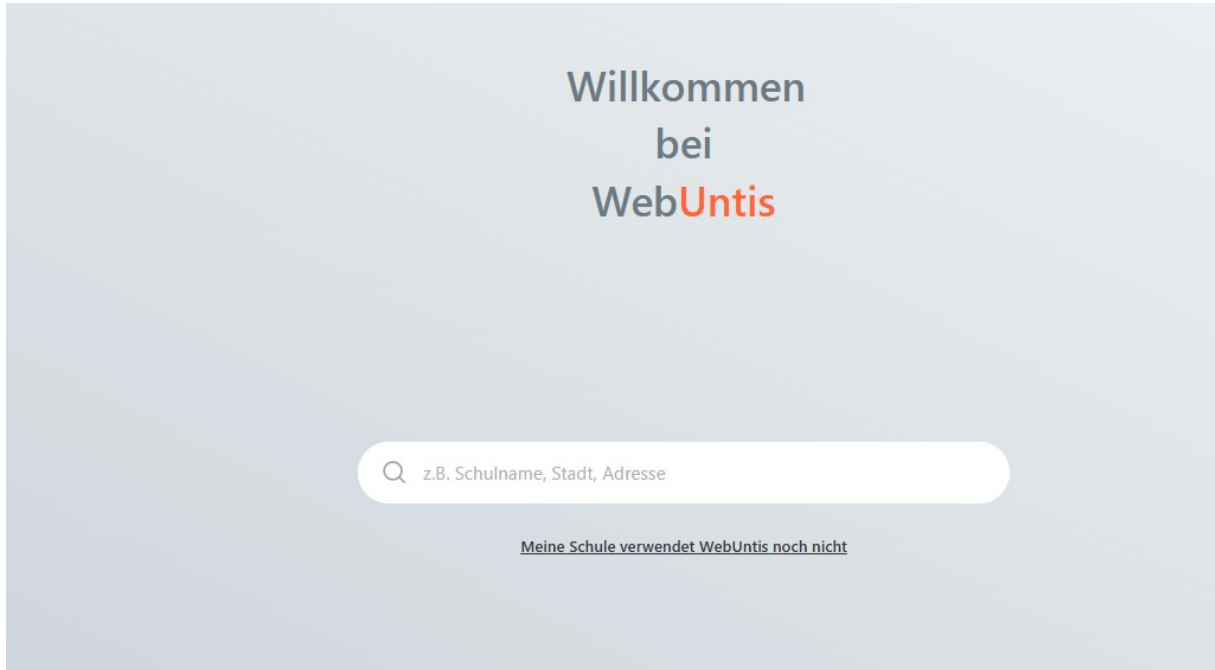 Willkommen
bei
WebUntis
z.B. Schulname, Stadt, Adresse
Meine Schule verwendet WebUntis noch nicht